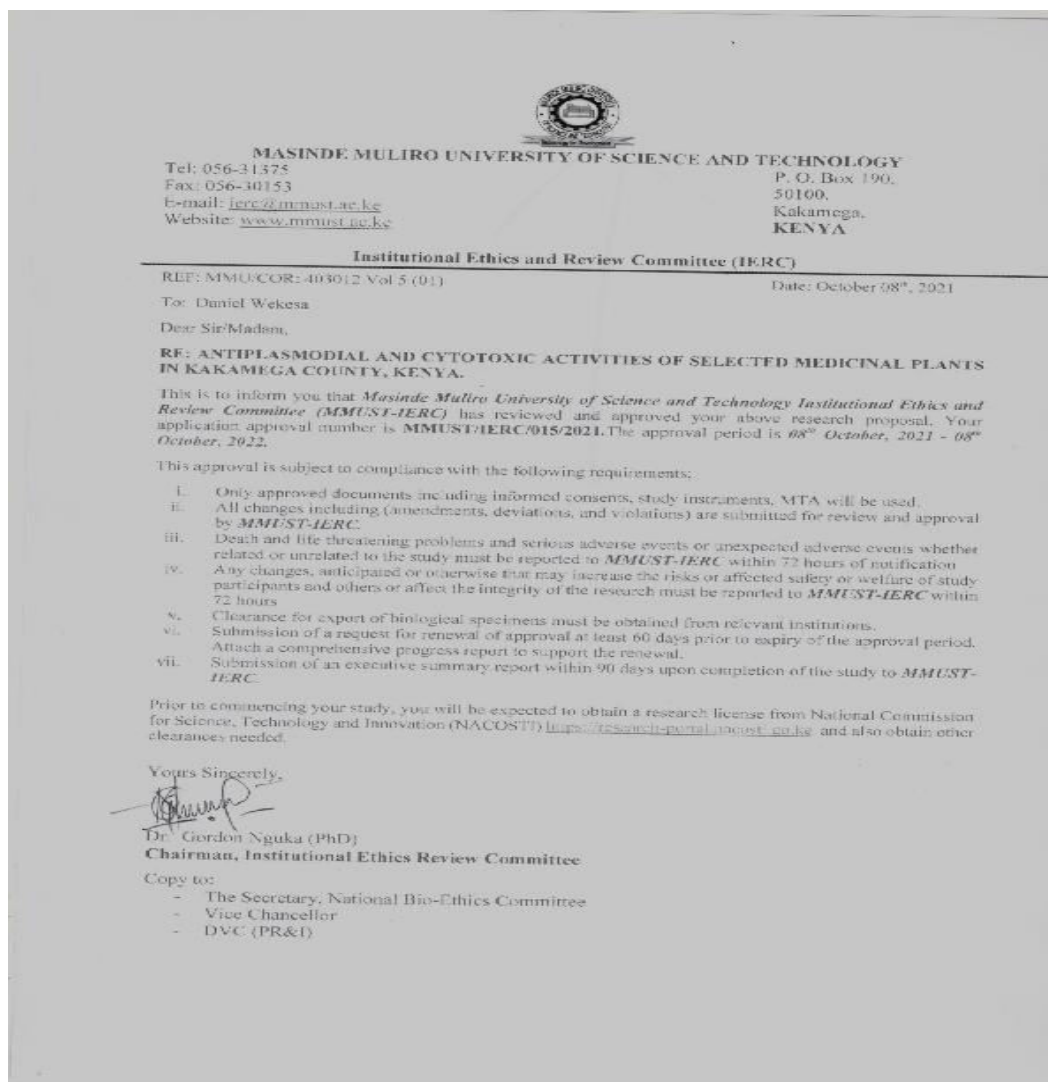 MASINDE MULIRO UNIVERSITY OF SCIENCE AND TECHNOLOGY
Tel: 056-31375
Fax: 056-30153
E-mail: ierc@mmust.ac.ke
Website: www.mmust.ac.ke
P. O. Box 190,
50100,
Kakamega,
KENYA
Institutional Ethics and Review Committee (IERC)
REF: MMU/COR: 403012 Vol 5 (01)
Date: October 08th, 2021
To: Daniel Wekesa
Dear Sir/Madam,
RE: ANTIPLASMODIAL AND CYTOTOXIC ACTIVITIES OF SELECTED MEDICINAL PLANTS
IN KAKAMEGA COUNTY, KENYA.
This is to inform you that Masinde Muliro University of Science and Technology Institutional Ethics and
Review Committee (MMUST-IERC) has reviewed and approved your above research proposal. Your
application approval number is MMUST/IERC/015/2021.The approval period is 08th October, 2021 - 08th
October, 2022.
This approval is subject to compliance with the following requirements;
i. Only approved documents including informed consents, study instruments, MTA will be used.
ii. All changes including (amendments, deviations, and violations) are submitted for review and approval
by MMUST-IERC.
iii. Death and life threatening problems and serious adverse events or unexpected adverse events whether
related or unrelated to the study must be reported to MMUST-IERC within 72 hours of notification
iv. Any changes, anticipated or otherwise that may increase the risks or affected safety or welfare of study
participants and others or affect the integrity of the research must be reported to MMUST-IERC within
72 hours
v. Clearance for export of biological specimens must be obtained from relevant institutions.
vi. Submission of a request for renewal of approval at least 60 days prior to expiry of the approval period.
Attach a comprehensive progress report to support the renewal.
vii. Submission of an executive summary report within 90 days upon completion of the study to MMUST-
IERC.
Prior to commencing your study, you will be expected to obtain a research license from National Commission
for Science, Technology and Innovation (NACOSTI) and also obtain other
clearances needed.
Yours Sincerely,
Dr. Gordon Nguka (PhD)
Chairman, Institutional Ethics Review Committee
Copy to:
- The Secretary, National Bio-Ethics Committee
- Vice Chancellor
- DVC (PR&I)